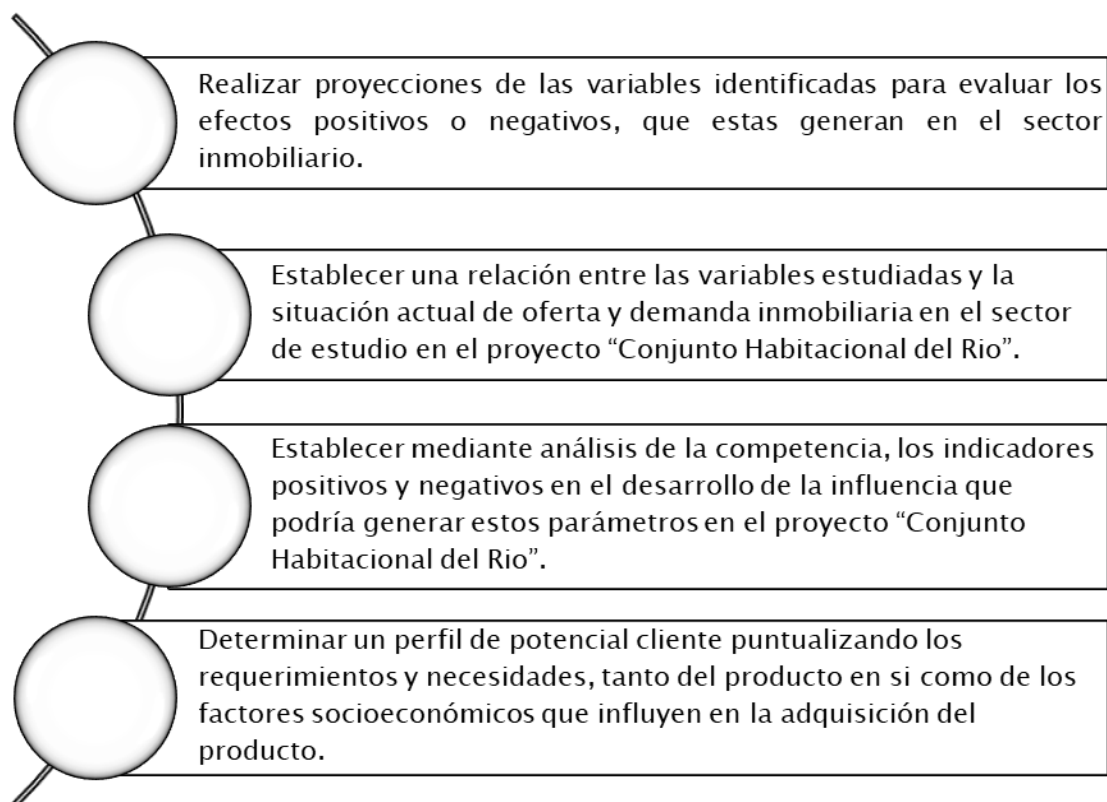 Realizar proyecciones de las variables identificadas para evaluar los
efectos positivos o negativos, que estas generan en el sector
inmobiliario.
Establecer una relación entre las variables estudiadas y la
situación actual de oferta y demanda inmobiliaria en el sector
de estudio en el proyecto “Conjunto Habitacional del Rio”.
Establecer mediante análisis de la competencia, los indicadores
positivos y negativos en el desarrollo de la influencia que
podría generar estos parámetros en el proyecto “Conjunto
Habitacional del Rio”.
Determinar un perfil de potencial cliente puntualizando los
requerimientos y necesidades, tanto del producto en si como de los
factores socioeconómicos que influyen en la adquisición del
producto.